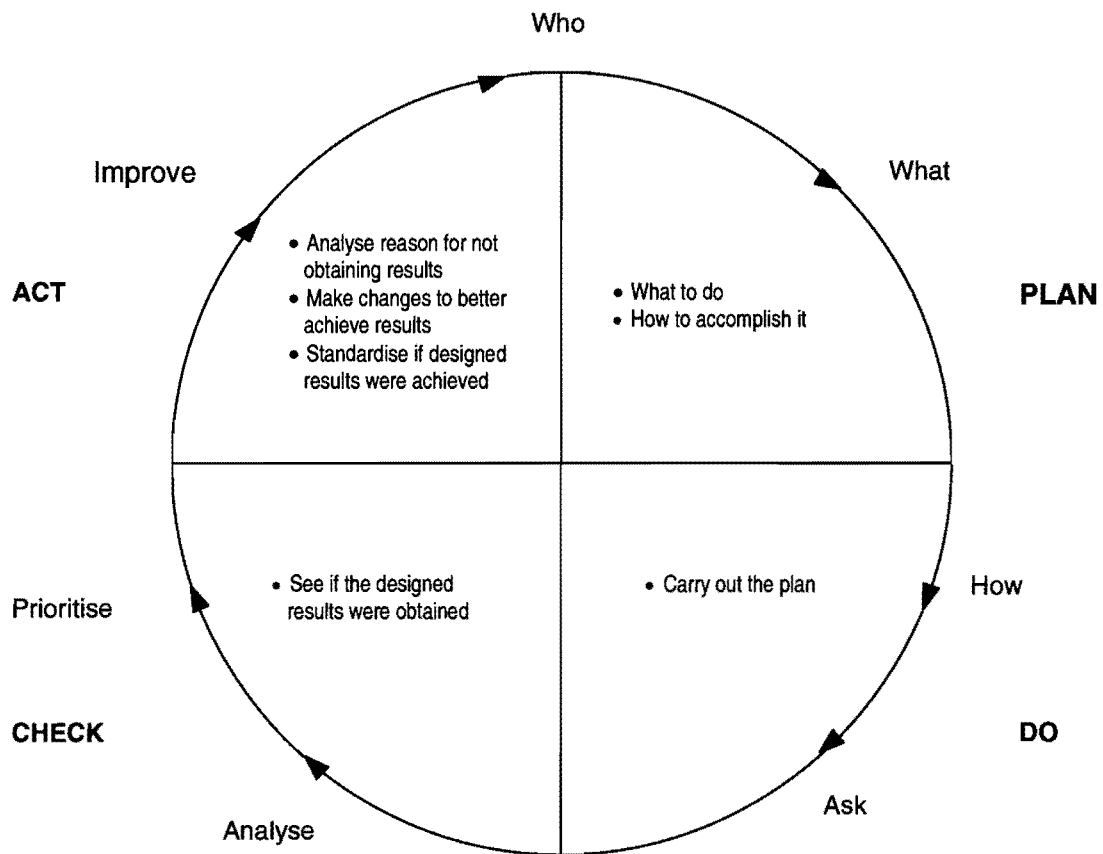 Who
Improve
What
ACT
• Analyse reason for not
obtaining results
• Make changes to better
achieve results
• Standardise if designed
results were achieved
• What to do
• How to accomplish it
PLAN
Prioritise
• See if the designed
results were obtained
• Carry out the plan
How
CHECK
DO
Analyse
Ask